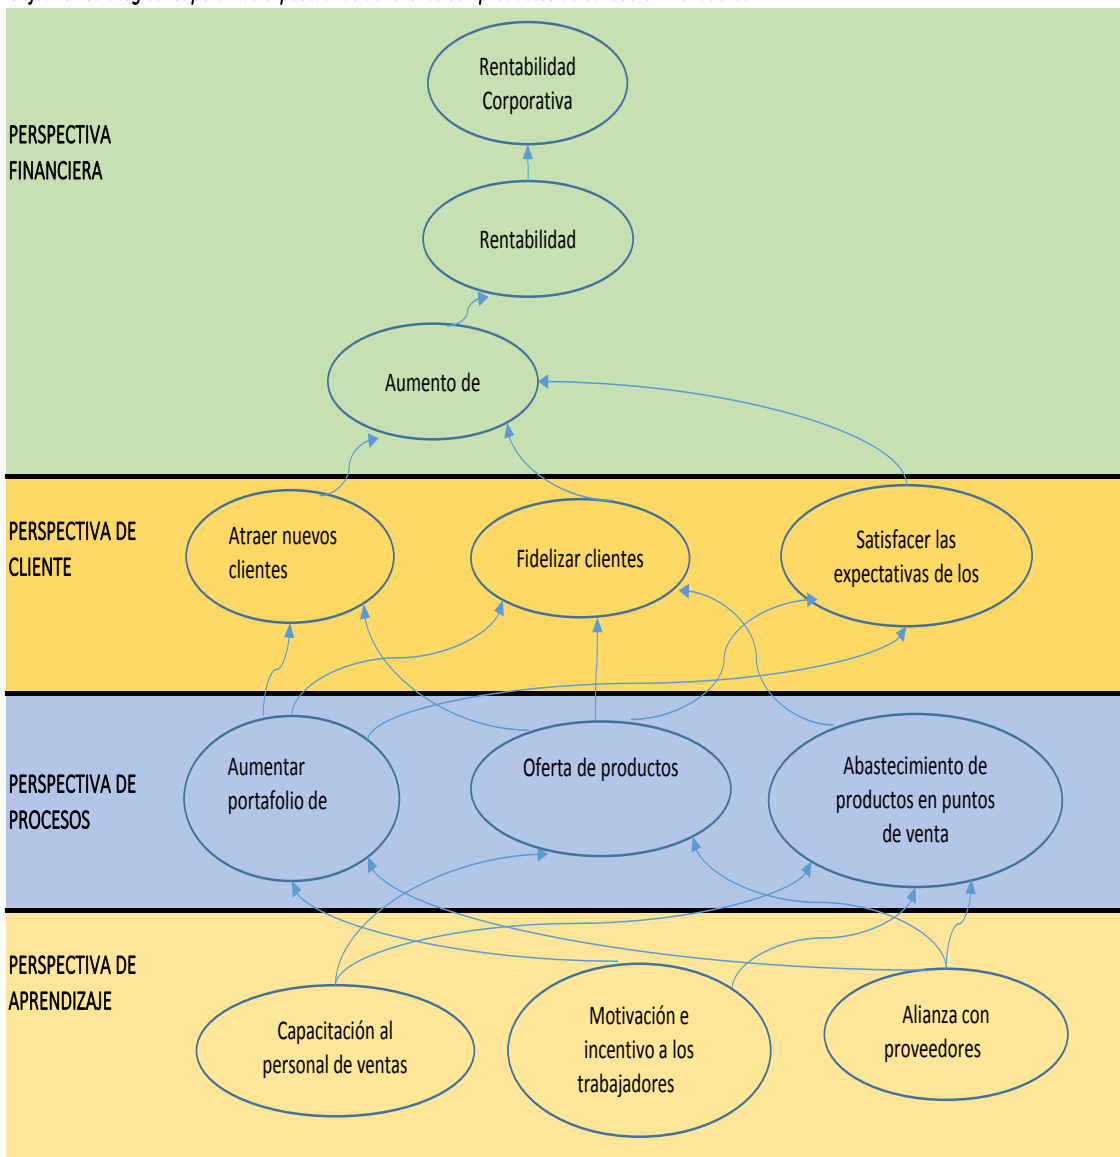 Rentabilidad
Corporativa
PERSPECTIVA
FINANCIERA
Rentabilidad
Aumento de
PERSPECTIVA DE
CLIENTE
Atraer nuevos
clientes
Fidelizar clientes
Satisfacer las
expectativas de los
PERSPECTIVA DE
PROCESOS
Aumentar
portafolio de
Oferta de productos
Abastecimiento de
productos en puntos
de venta
PERSPECTIVA DE
APRENDIZAJE
Capacitación al
personal de ventas
Motivación e
incentivo a los
trabajadores
Alianza con
proveedores